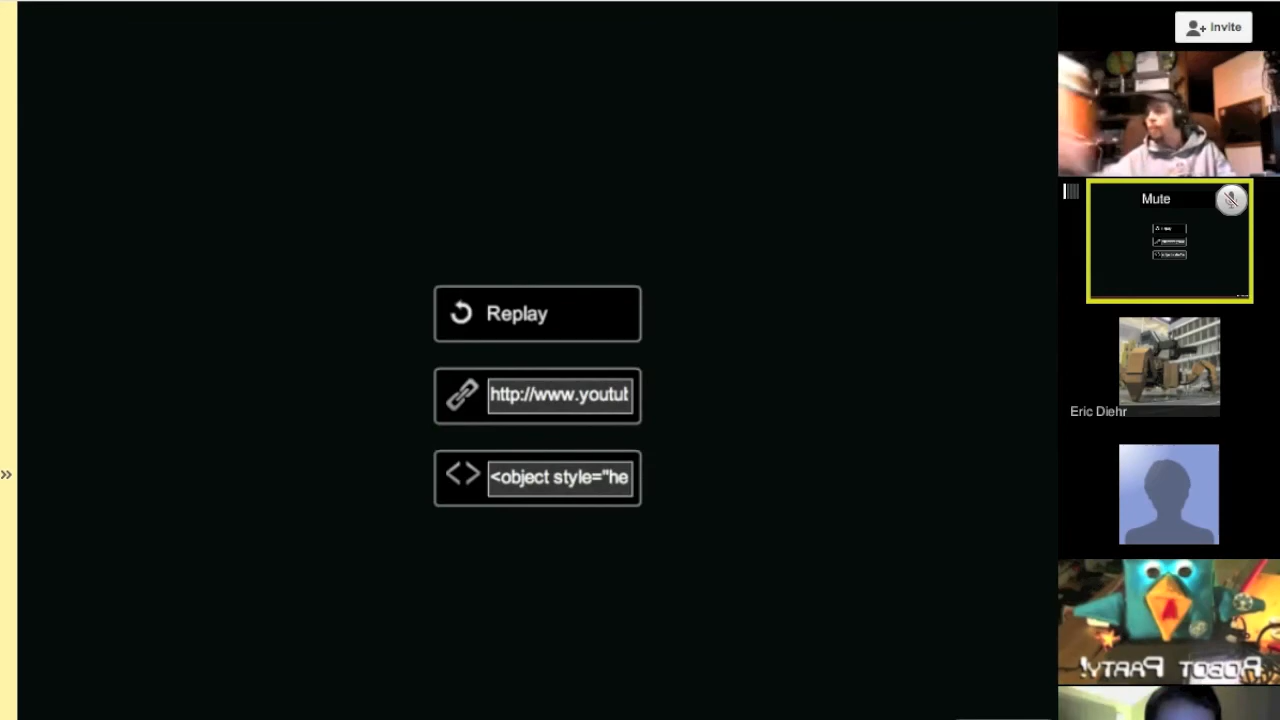 Invite
Mute
Replay
http://www.youtut
<object style="he
Eric Diehr
ROBOT PARTY!